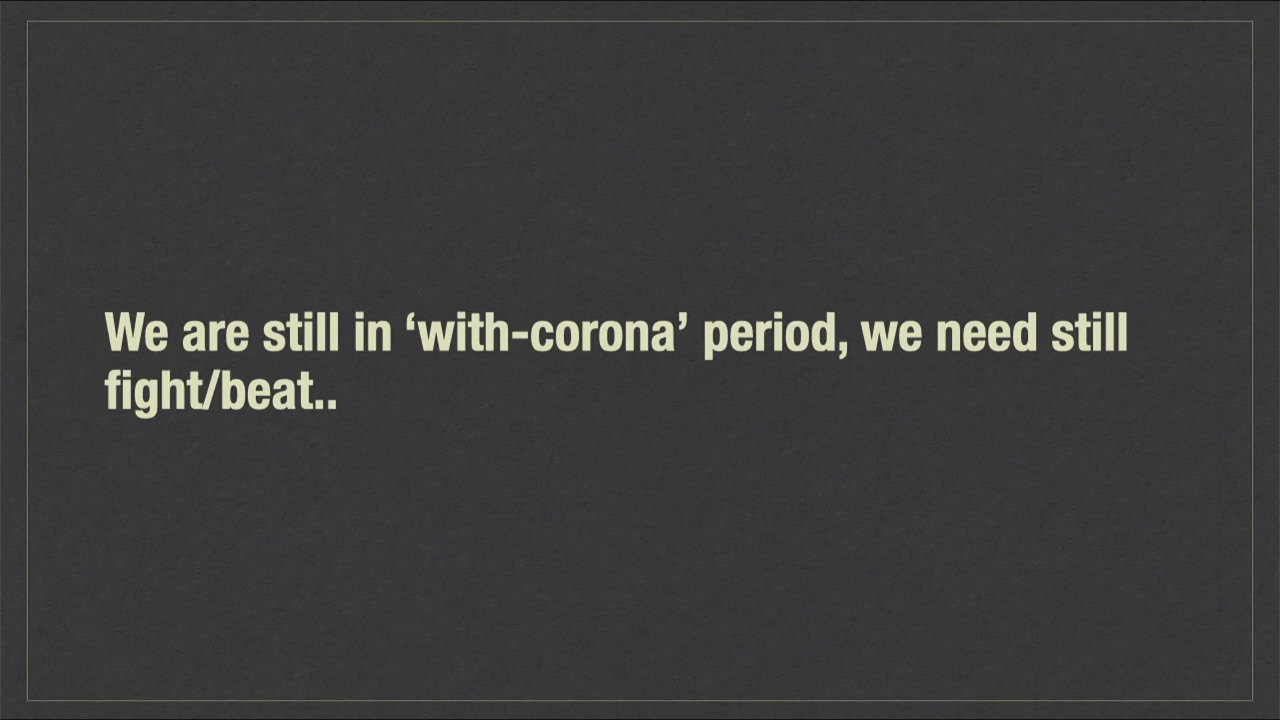 We are still in ‘with-corona’ period, we need still
fight/beat..